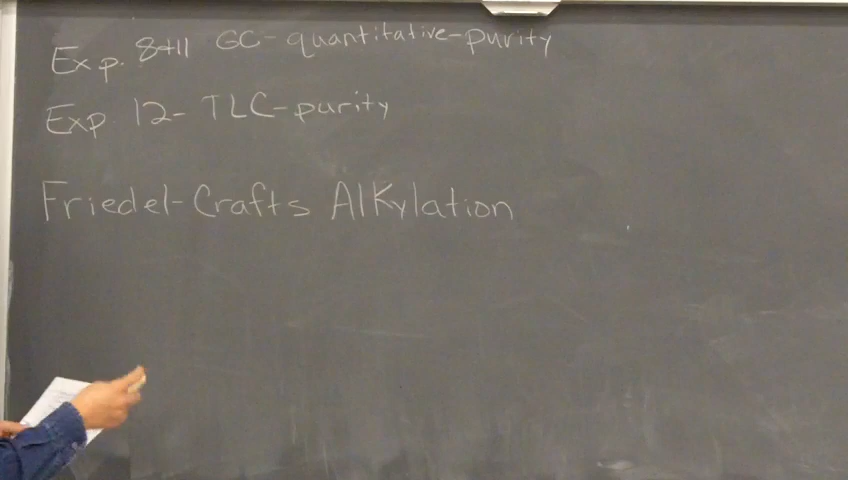 Exp. 8+11 GC-quantitative-purity
Exp. 12- TLC-purity
Friedel-Crafts Alkylation